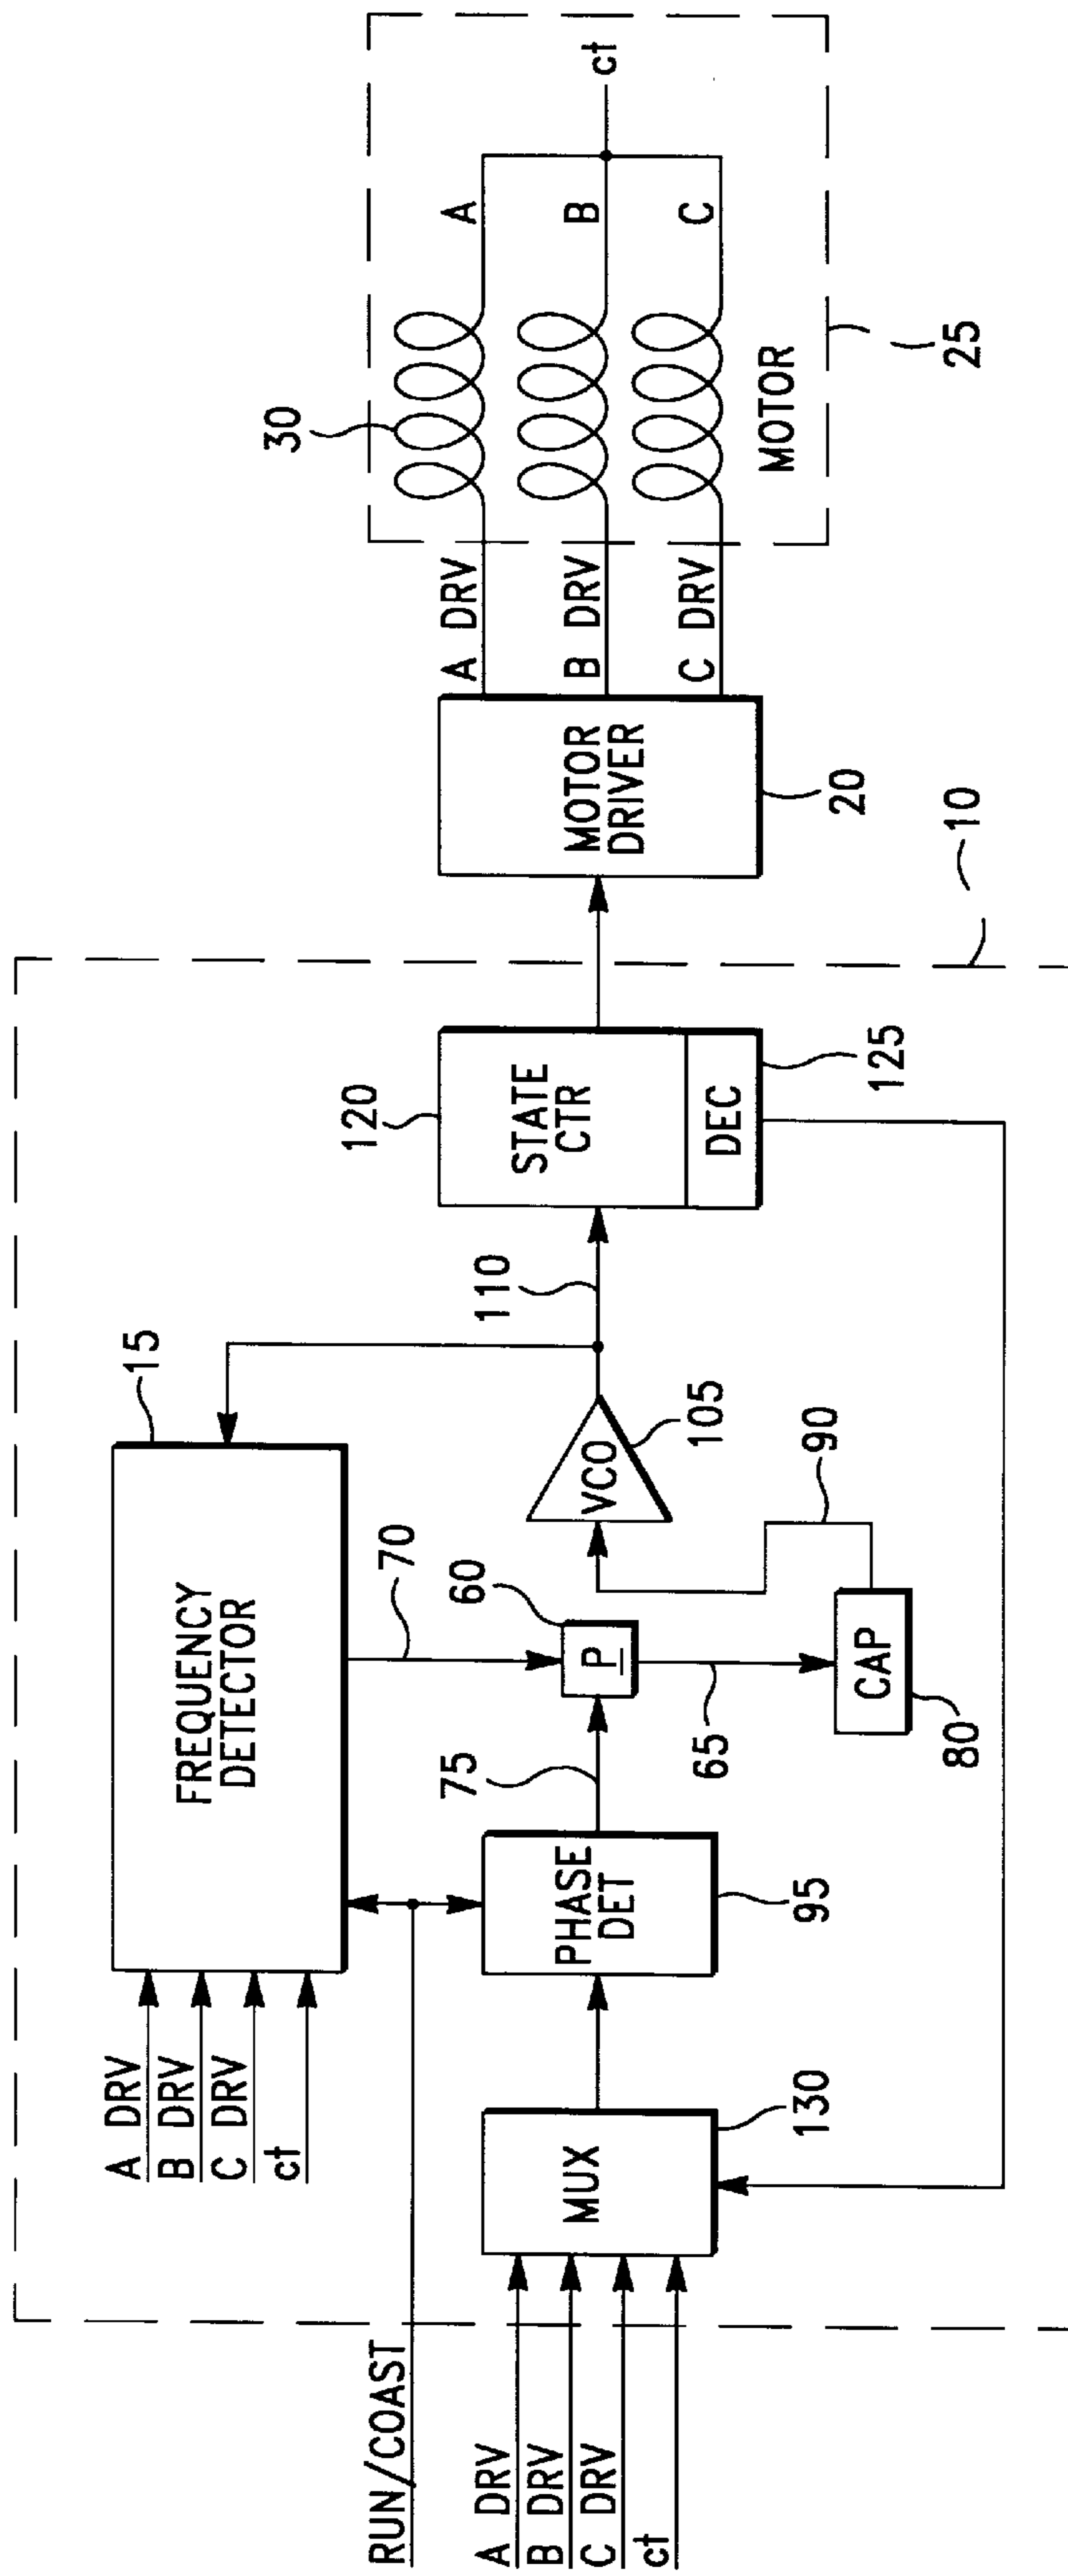 A DRV
B DRV
C DRV
ct
FREQUENCY
DETECTOR
15
RUN/COAST
A DRV
B DRV
C DRV
ct
MUX
130
PHASE
DET
95
75
70
P
60
65
CAP
80
90
VCO
105
110
120
STATE
CTR
DEC
125
10
MOTOR
DRIVER
20
A DRV
B DRV
C DRV
30
A
B
C
ct
MOTOR
25